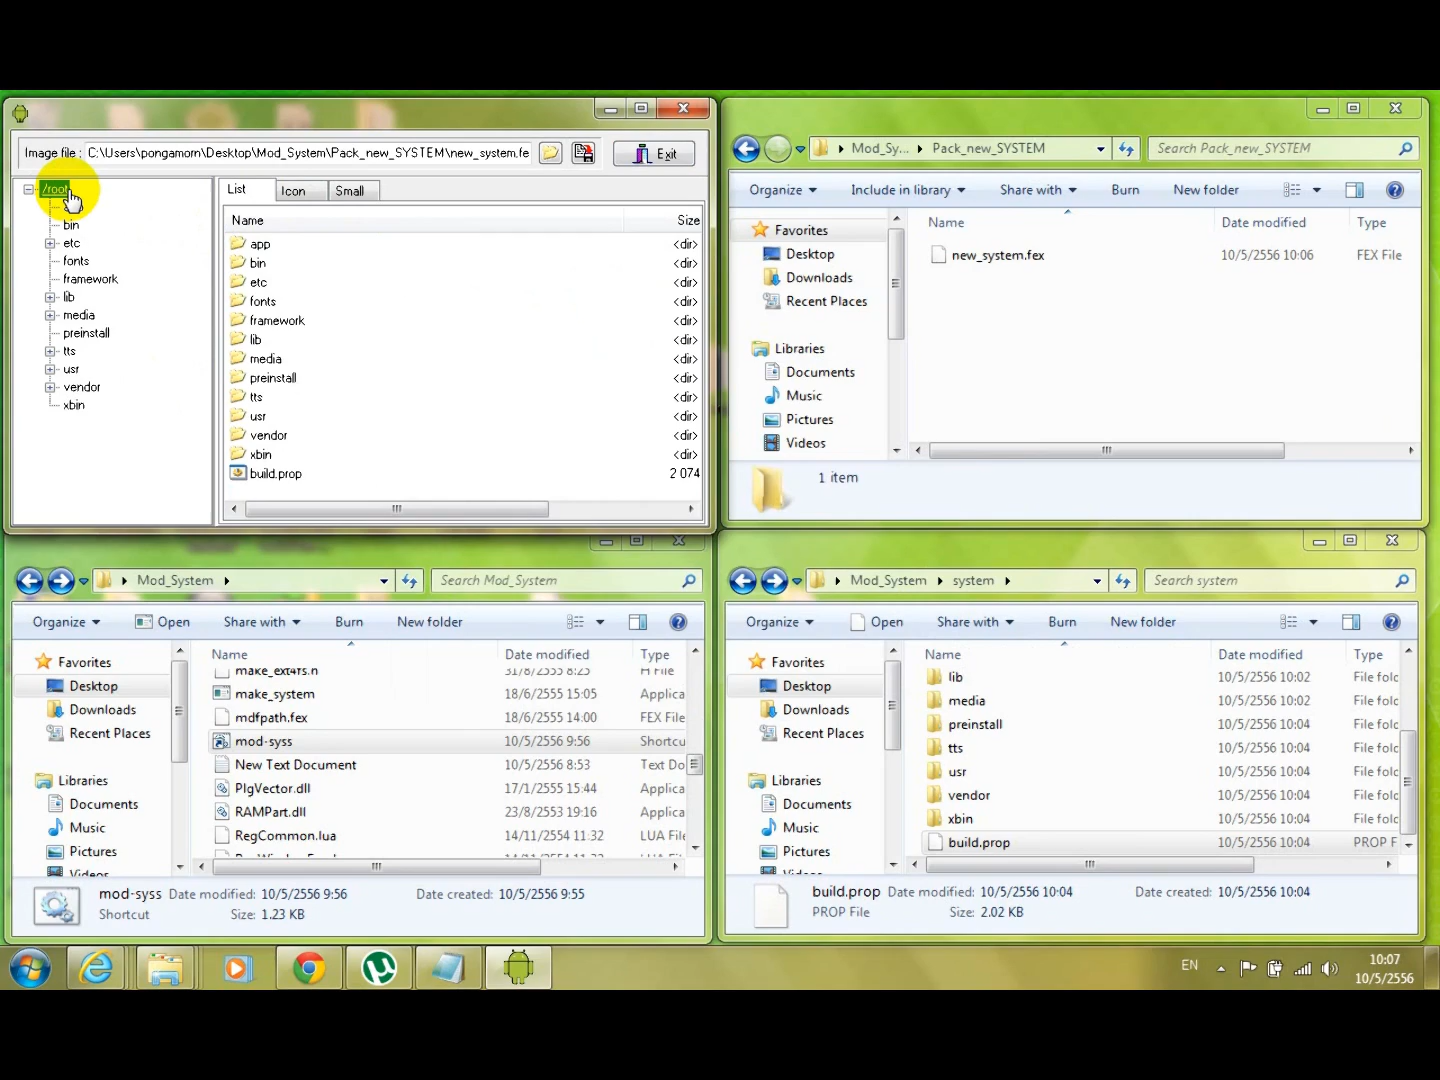 Image file : C:\Users\pongamorn\Desktop\Mod_System\Pack_new_SYSTEM\new_system.fe
Exit
/root
bin
etc
fonts
framework
lib
media
preinstall
tts
usr
vendor
xbin
List Icon Small
Name Size
app <dir>
bin <dir>
etc <dir>
fonts <dir>
framework <dir>
lib <dir>
media <dir>
preinstall <dir>
tts <dir>
usr <dir>
vendor <dir>
xbin <dir>
build.prop 2 074
Mod_Sy... Pack_new_SYSTEM Search Pack_new_SYSTEM
Organize Include in library Share with Burn New folder
Favorites
Desktop
Downloads
Recent Places
Libraries
Documents
Music
Pictures
Videos
Name Date modified Type
new_system.fex 10/5/2556 10:06 FEX File
1 item
Mod_System Search Mod_System
Organize Open Share with Burn New folder
Favorites
Desktop
Downloads
Recent Places
Libraries
Documents
Music
Pictures
Videos
Name Date modified Type
make_ext4fs.h 31/8/2555 8:23 H File
make_system 18/6/2555 15:05 Applica
mdfpath.fex 18/6/2555 14:00 FEX File
mod-syss 10/5/2556 9:56 Shortcu
New Text Document 10/5/2556 8:53 Text Do
PlgVector.dll 17/1/2555 15:44 Applica
RAMPart.dll 23/8/2553 19:16 Applica
RegCommon.lua 14/11/2554 11:32 LUA File
mod-syss Date modified: 10/5/2556 9:56 Date created: 10/5/2556 9:55
Shortcut Size: 1.23 KB
Mod_System system Search system
Organize Open Share with Burn New folder
Favorites
Desktop
Downloads
Recent Places
Libraries
Documents
Music
Pictures
Name Date modified Type
lib 10/5/2556 10:02 File folc
media 10/5/2556 10:02 File folc
preinstall 10/5/2556 10:04 File folc
tts 10/5/2556 10:04 File folc
usr 10/5/2556 10:04 File folc
vendor 10/5/2556 10:04 File folc
xbin 10/5/2556 10:04 File folc
build.prop 10/5/2556 10:04 PROP F
build.prop Date modified: 10/5/2556 10:04 Date created: 10/5/2556 10:04
PROP File Size: 2.02 KB
EN
10:07
10/5/2556